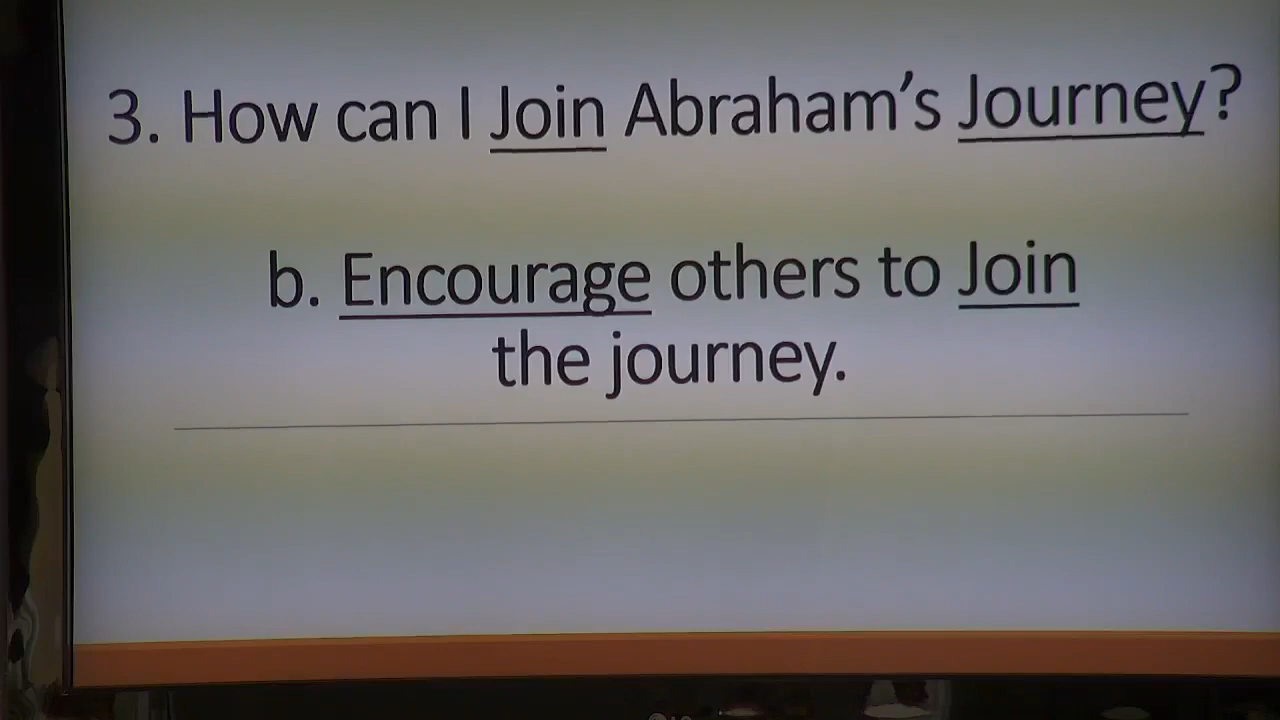 3. How can I Join Abraham’s Journey?
b. Encourage others to Join
the journey.